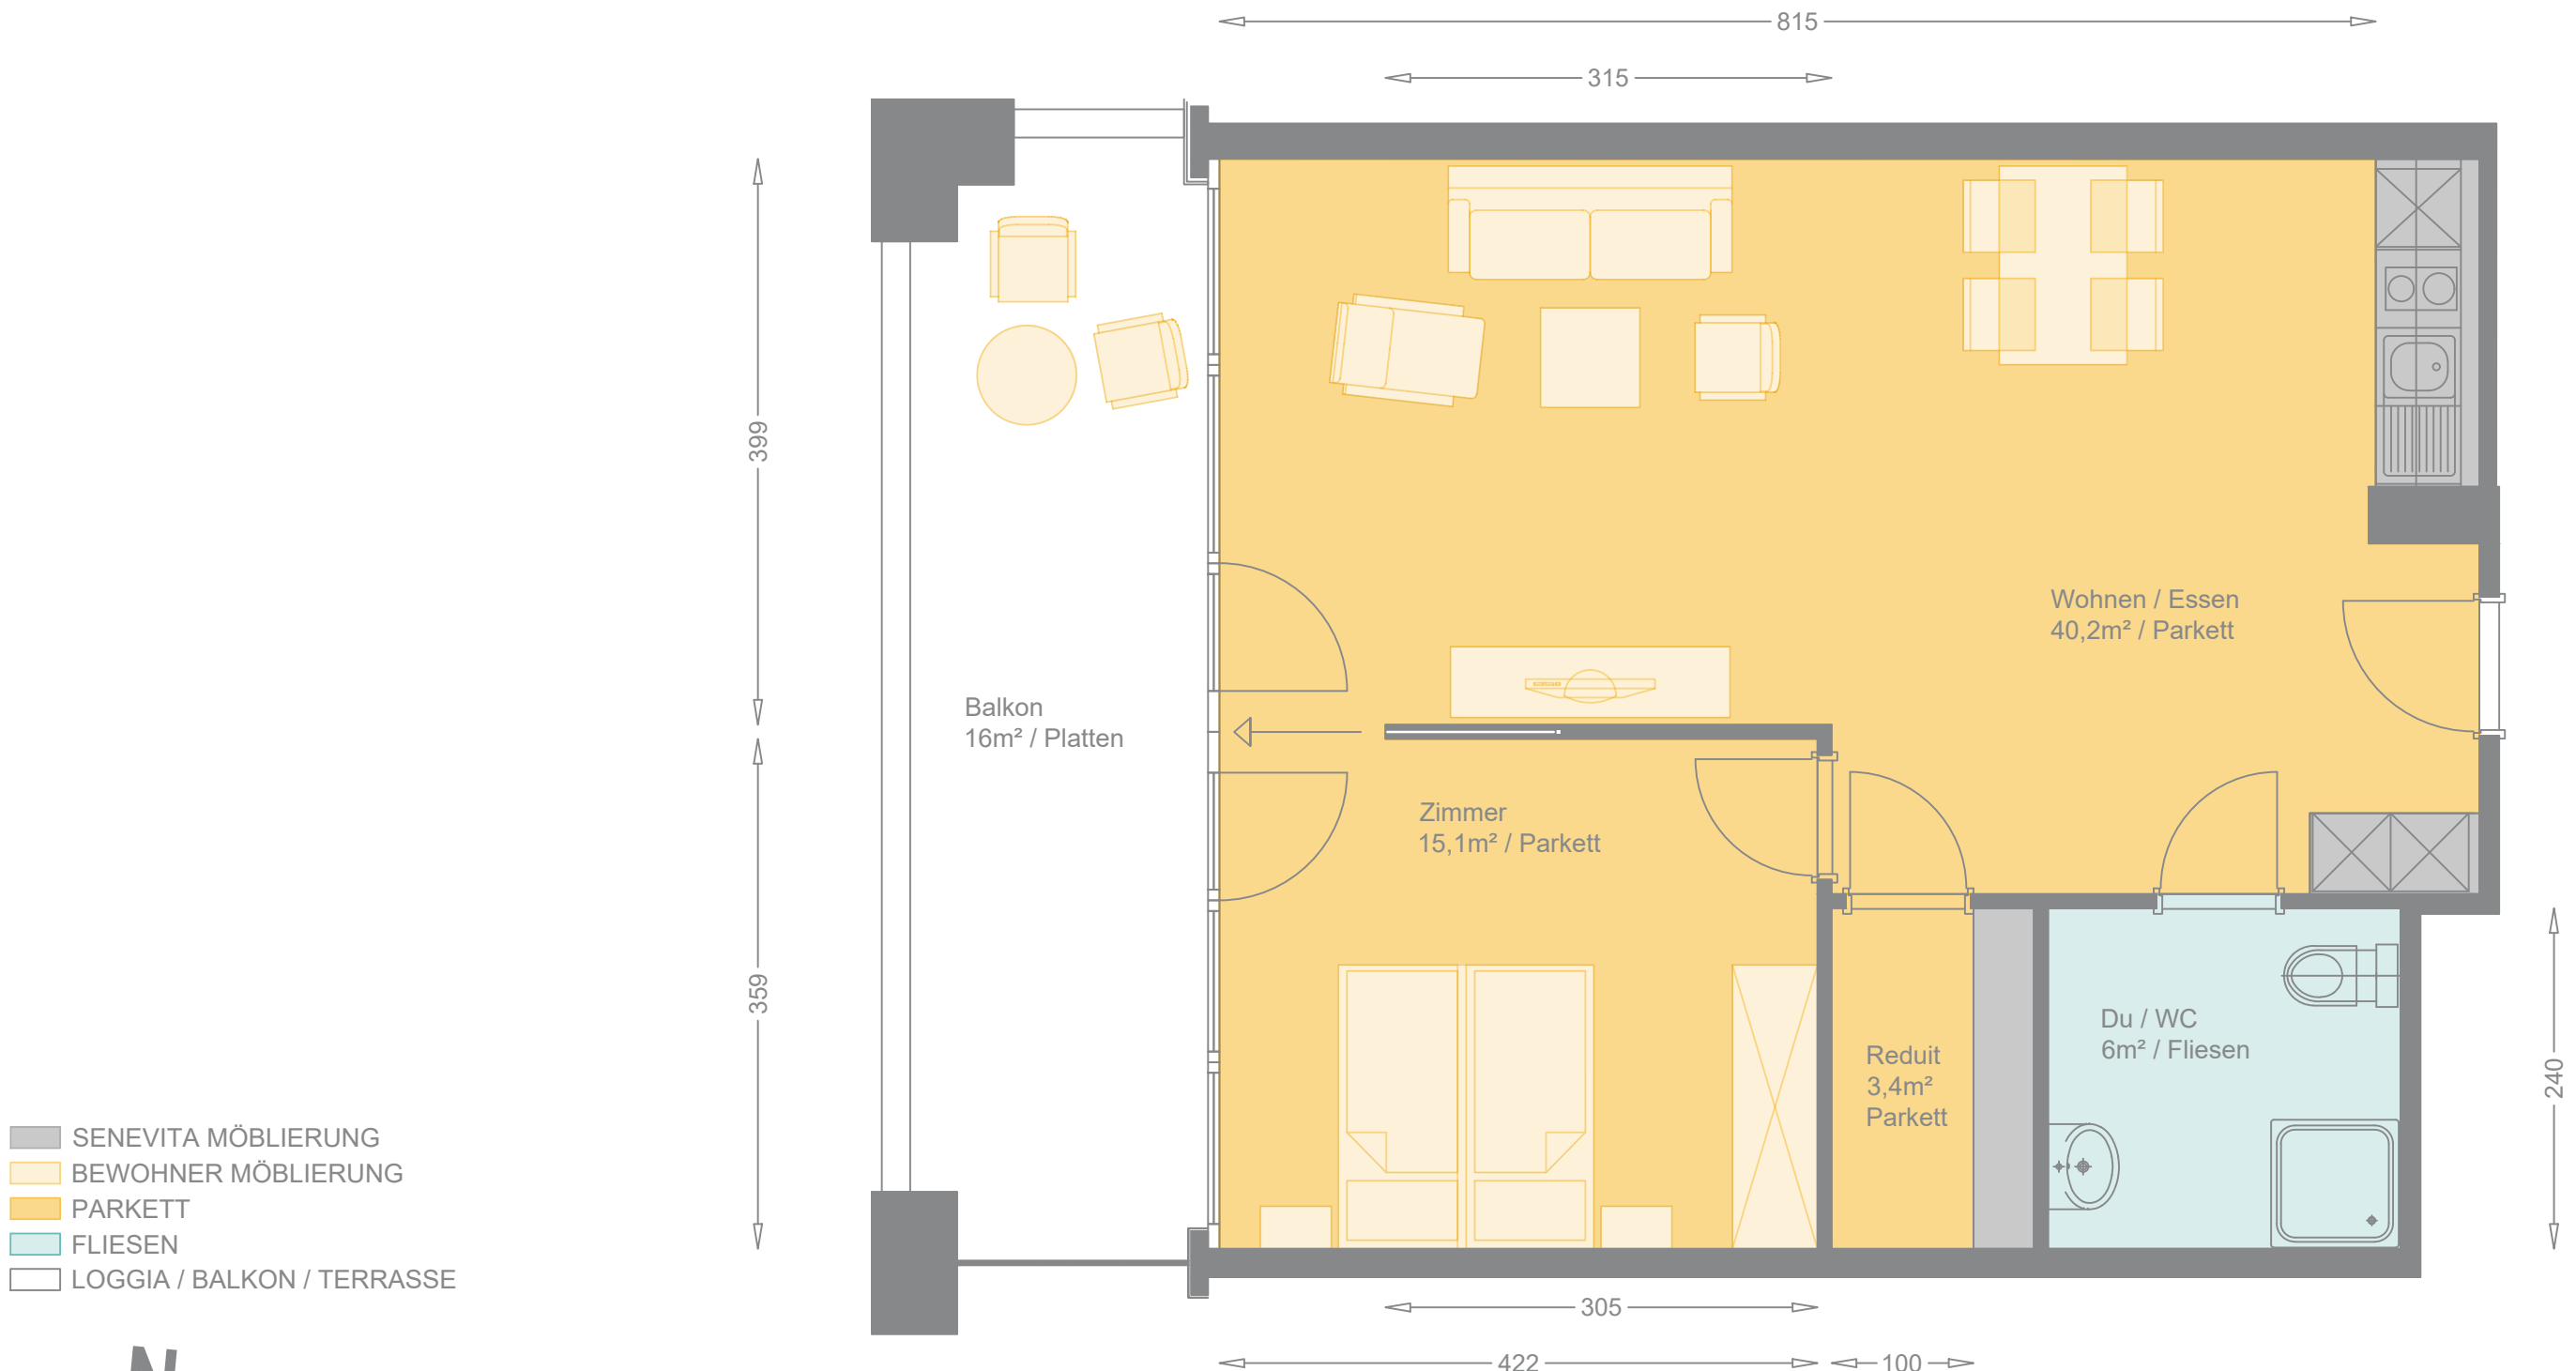 815
315
399
Wohnen / Essen
40,2m² / Parkett
Balkon
16m² / Platten
Zimmer
15,1m² / Parkett
359
Du / WC
6m² / Fliesen
Reduit
3,4m²
Parkett
240
SENEVITA MÖBLIERUNG
BEWOHNER MÖBLIERUNG
PARKETT
FLIESEN
LOGGIA / BALKON / TERRASSE
305
N
422
100